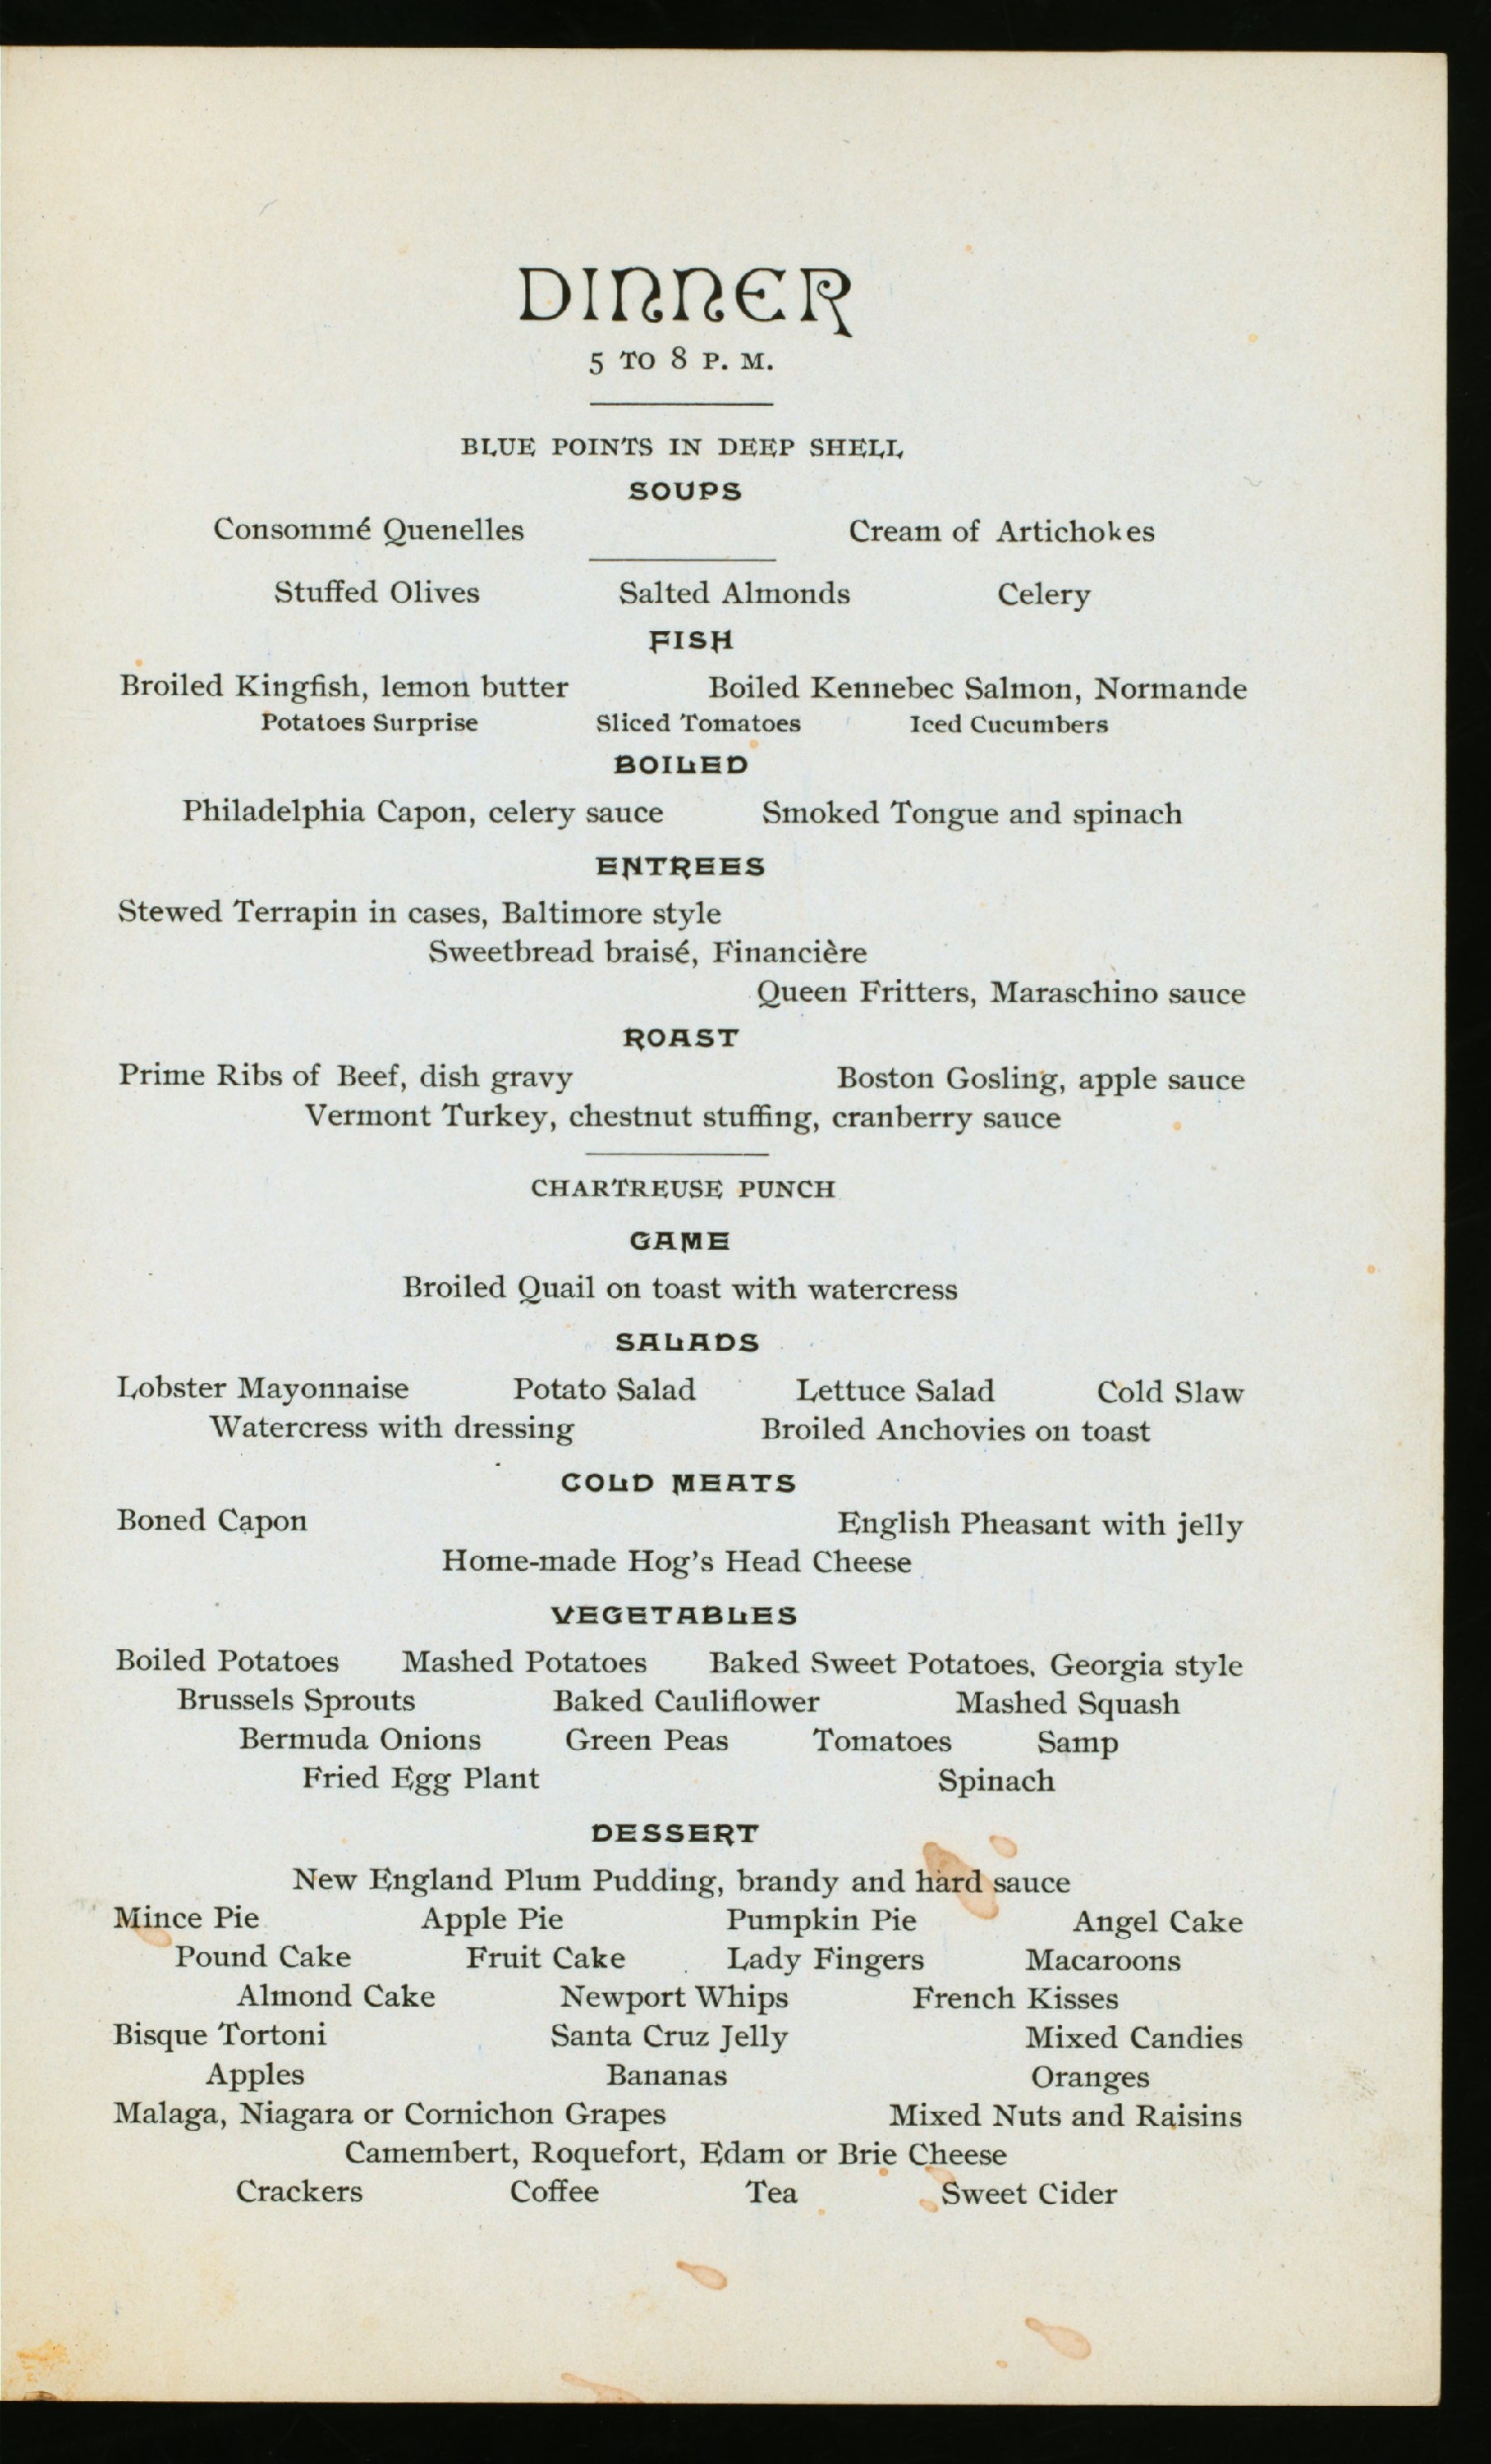 DINNER
5 TO 8 P. M.
BLUE POINTS IN DEEP SHELL
SOUPS
Consommé Quenelles Cream of Artichokes
Stuffed Olives Salted Almonds Celery
FISH
Broiled Kingfish, lemon butter Boiled Kennebec Salmon, Normande
Potatoes Surprise Sliced Tomatoes Iced Cucumbers
BOILED
Philadelphia Capon, celery sauce Smoked Tongue and spinach
ENTREES
Stewed Terrapin in cases, Baltimore style
Sweetbread braisé, Financière
Queen Fritters, Maraschino sauce
ROAST
Prime Ribs of Beef, dish gravy Boston Gosling, apple sauce
Vermont Turkey, chestnut stuffing, cranberry sauce
CHARTREUSE PUNCH
GAME
Broiled Quail on toast with watercress
SALADS
Lobster Mayonnaise Potato Salad Lettuce Salad Cold Slaw
Watercress with dressing Broiled Anchovies on toast
COLD MEATS
Boned Capon English Pheasant with jelly
Home-made Hog's Head Cheese
VEGETABLES
Boiled Potatoes Mashed Potatoes Baked Sweet Potatoes, Georgia style
Brussels Sprouts Baked Cauliflower Mashed Squash
Bermuda Onions Green Peas Tomatoes Samp
Fried Egg Plant Spinach
DESSERT
New England Plum Pudding, brandy and hard sauce
Mince Pie Apple Pie Pumpkin Pie Angel Cake
Pound Cake Fruit Cake Lady Fingers Macaroons
Almond Cake Newport Whips French Kisses
Bisque Tortoni Santa Cruz Jelly Mixed Candies
Apples Bananas Oranges
Malaga, Niagara or Cornichon Grapes Mixed Nuts and Raisins
Camembert, Roquefort, Edam or Brie Cheese
Crackers Coffee Tea Sweet Cider